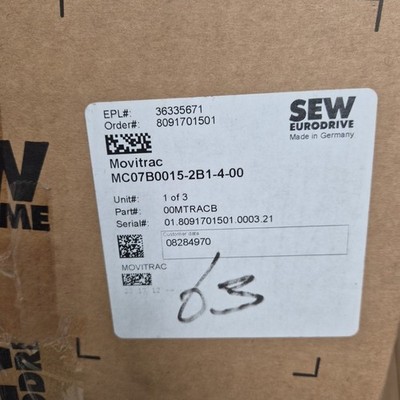 EPL#: 36335671
Order#: 8091701501
SEW
EURODRIVE
Made in Germany
Movitrac
MC07B0015-2B1-4-00
Unit#: 1 of 3
Part#: 00MTRACB
Serial#: 01.8091701501.0003.21
Customer data
08284970
MOVITRAC
63
W
ME
W
ODRI